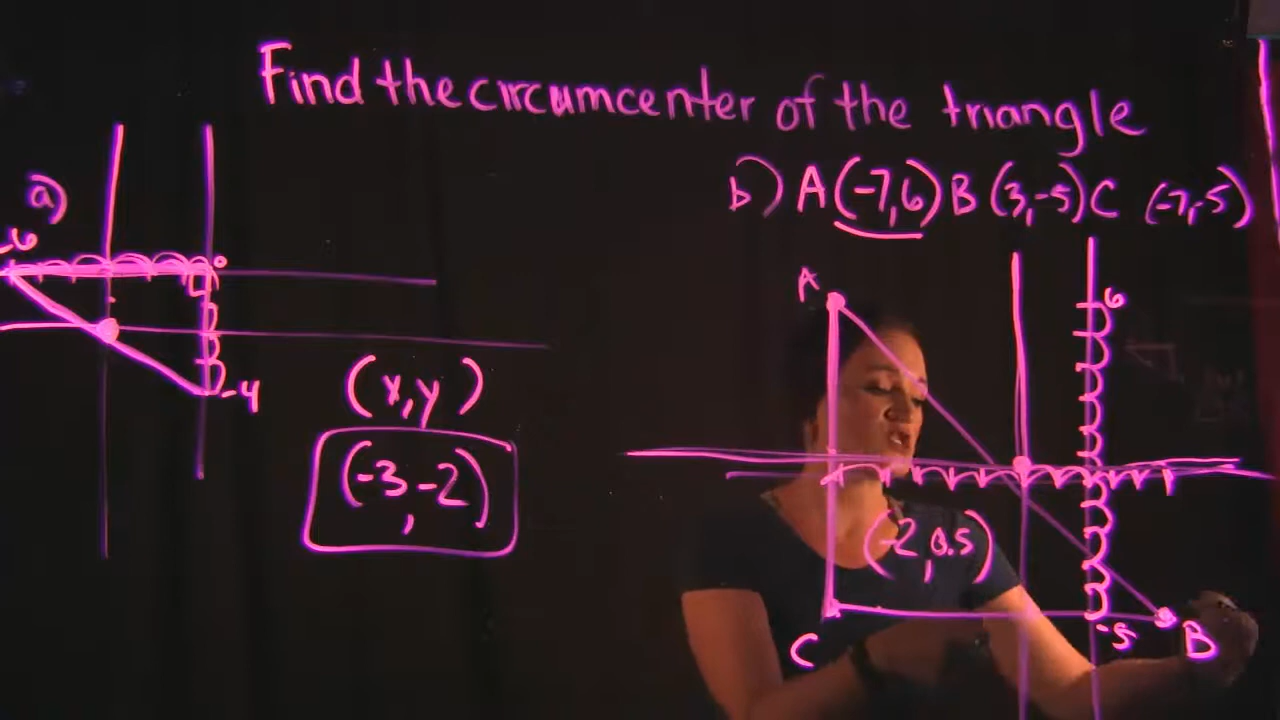 Find the circumcenter of the triangle
a)
-6
-4
(x,y)
(-3,-2)
b) A(-7,6) B(3,-5) C(-7,-5)
A
6
(-2,0.5)
-5
C
B